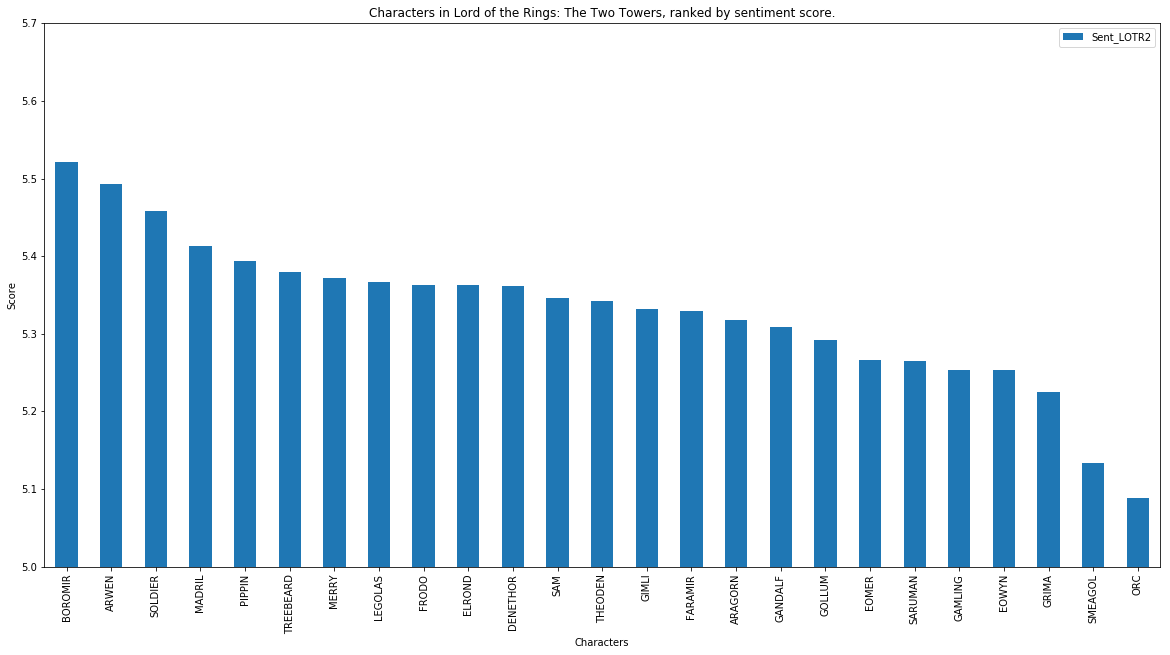 Characters in Lord of the Rings: The Two Towers, ranked by sentiment score.
Sent_LOTR2
Score
5.7
5.6
5.5
5.4
5.3
5.2
5.1
5.0
BOROMIR
ARWEN
SOLDIER
MADRIL
PIPPIN
TREEBEARD
MERRY
LEGOLAS
FRODO
ELROND
DENETHOR
SAM
THEODEN
GIMLI
FARAMIR
ARAGORN
GANDALF
GOLLUM
EOMER
SARUMAN
GAMLING
EOWYN
GRIMA
SMEAGOL
ORC
Characters